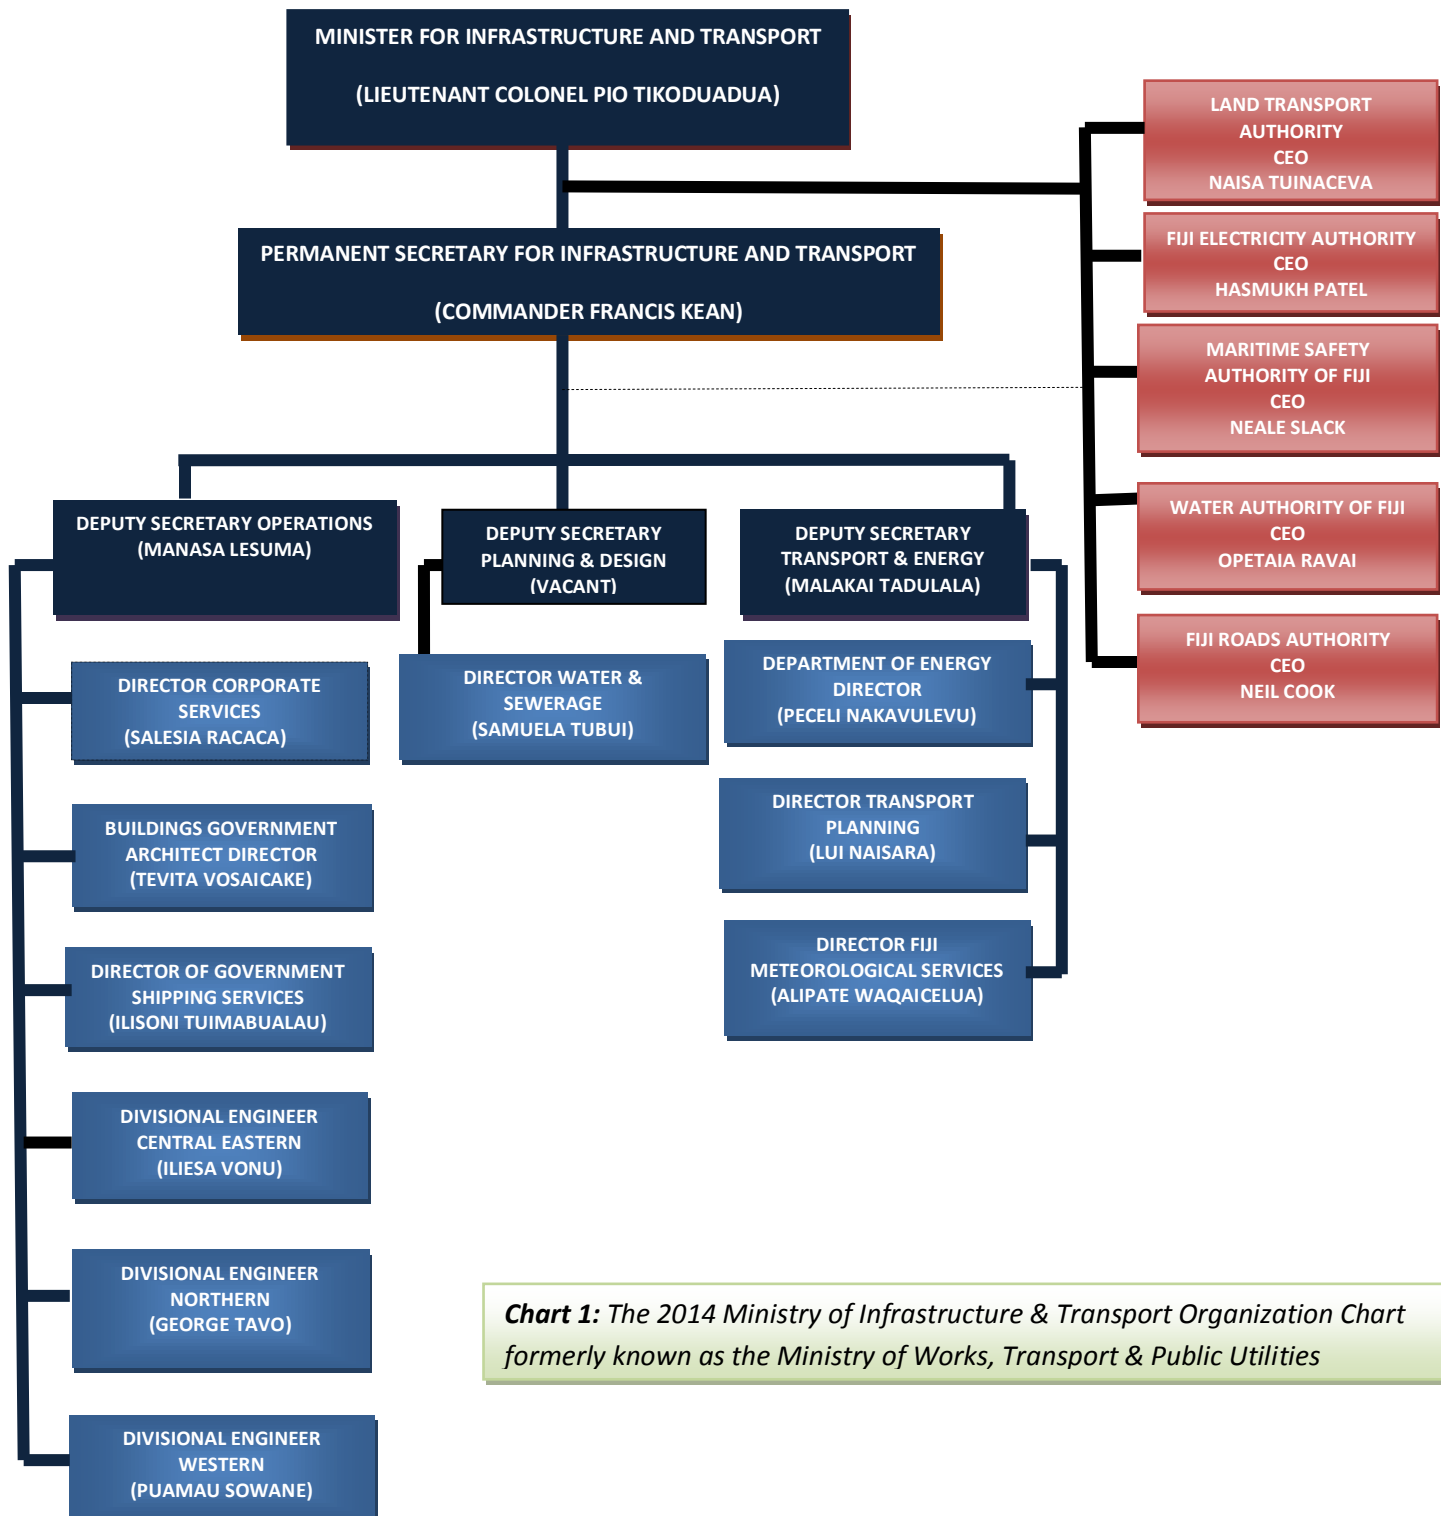 MINISTER FOR INFRASTRUCTURE AND TRANSPORT
(LIEUTENANT COLONEL PIO TIKODUADUA)
LAND TRANSPORT
AUTHORITY
CEO
NAISA TUINACEVA
PERMANENT SECRETARY FOR INFRASTRUCTURE AND TRANSPORT
(COMMANDER FRANCIS KEAN)
FIJI ELECTRICITY AUTHORITY
CEO
HASMUKH PATEL
MARITIME SAFETY
AUTHORITY OF FIJI
CEO
NEALE SLACK
WATER AUTHORITY OF FIJI
CEO
OPETAIA RAVAI
FIJI ROADS AUTHORITY
CEO
NEIL COOK
DEPUTY SECRETARY OPERATIONS
(MANASA LESUMA)
DEPUTY SECRETARY
PLANNING & DESIGN
(VACANT)
DEPUTY SECRETARY
TRANSPORT & ENERGY
(MALAKAI TADULALA)
DIRECTOR CORPORATE
SERVICES
(SALESIA RACACA)
DIRECTOR WATER &
SEWERAGE
(SAMUELA TUBUI)
DEPARTMENT OF ENERGY
DIRECTOR
(PECELI NAKAVULEVU)
BUILDINGS GOVERNMENT
ARCHITECT DIRECTOR
(TEVITA VOSAICAKE)
DIRECTOR TRANSPORT
PLANNING
(LUI NAISARA)
DIRECTOR OF GOVERNMENT
SHIPPING SERVICES
(ILISONI TUIMABUALAU)
DIRECTOR FIJI
METEOROLOGICAL SERVICES
(ALIPATE WAQAICELUA)
DIVISIONAL ENGINEER
CENTRAL EASTERN
(ILIESA VONU)
DIVISIONAL ENGINEER
NORTHERN
(GEORGE TAVO)
DIVISIONAL ENGINEER
WESTERN
(PUAMAU SOWANE)
Chart 1: The 2014 Ministry of Infrastructure & Transport Organization Chart
formerly known as the Ministry of Works, Transport & Public Utilities